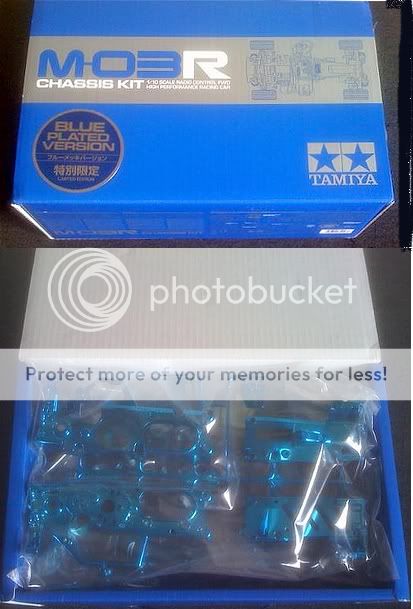 M-03R
CHASSIS KIT
1/10 SCALE RADIO CONTROL FWD
HIGH PERFORMANCE RACING CAR
BLUE
PLATED
VERSION
ブルーメッキバージョン
特別限定
LIMITED EDITION
TAMIYA
M-03R
photobucket
Protect more of your memories for less!